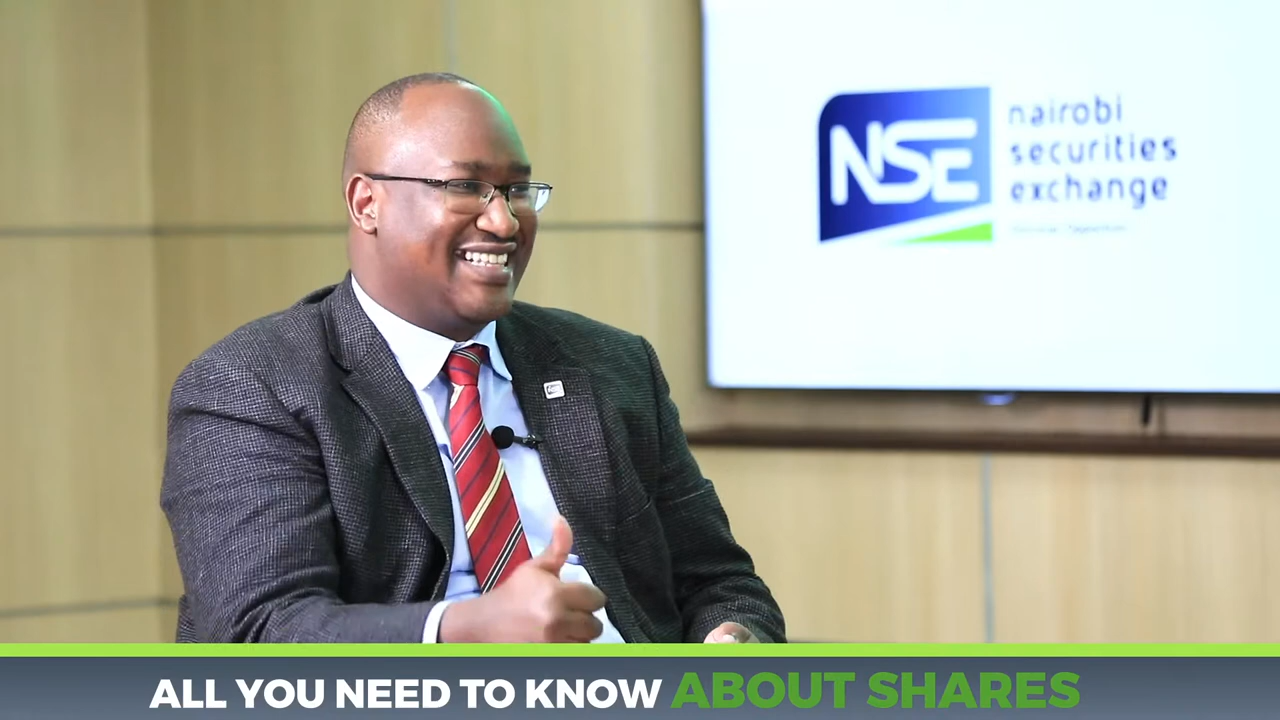 NSE
nairobi
securities
exchange
ALL YOU NEED TO KNOW ABOUT SHARES